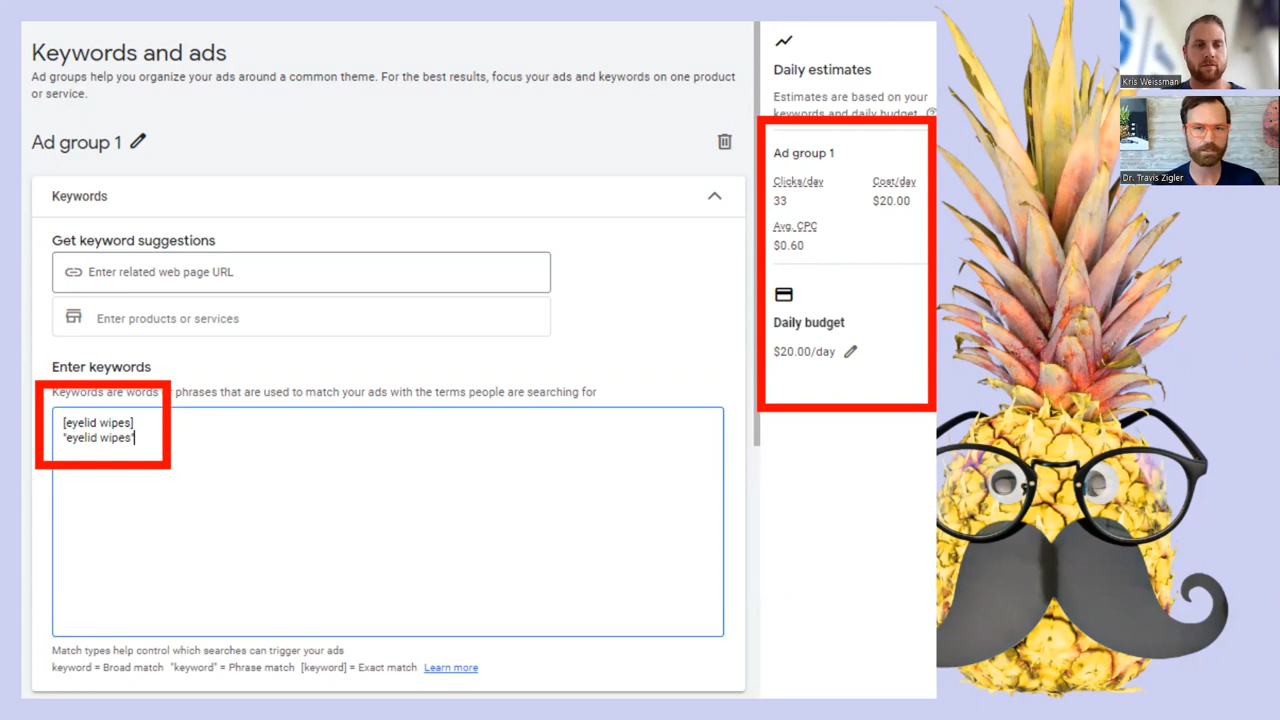 Keywords and ads
Ad groups help you organize your ads around a common theme. For the best results, focus your ads and keywords on one product
or service.
Ad group 1
Keywords
Get keyword suggestions
Enter related web page URL
Enter products or services
Enter keywords
Keywords are words or phrases that are used to match your ads with the terms people are searching for
[eyelid wipes]
"eyelid wipes"
Match types help control which searches can trigger your ads
keyword = Broad match "keyword" = Phrase match [keyword] = Exact match Learn more
Daily estimates
Estimates are based on your
keywords and daily budget.
Ad group 1
Clicks/day Cost/day
33 $20.00
Avg. CPC
$0.60
Daily budget
$20.00/day
Kris Weissman
Dr. Travis Zigler